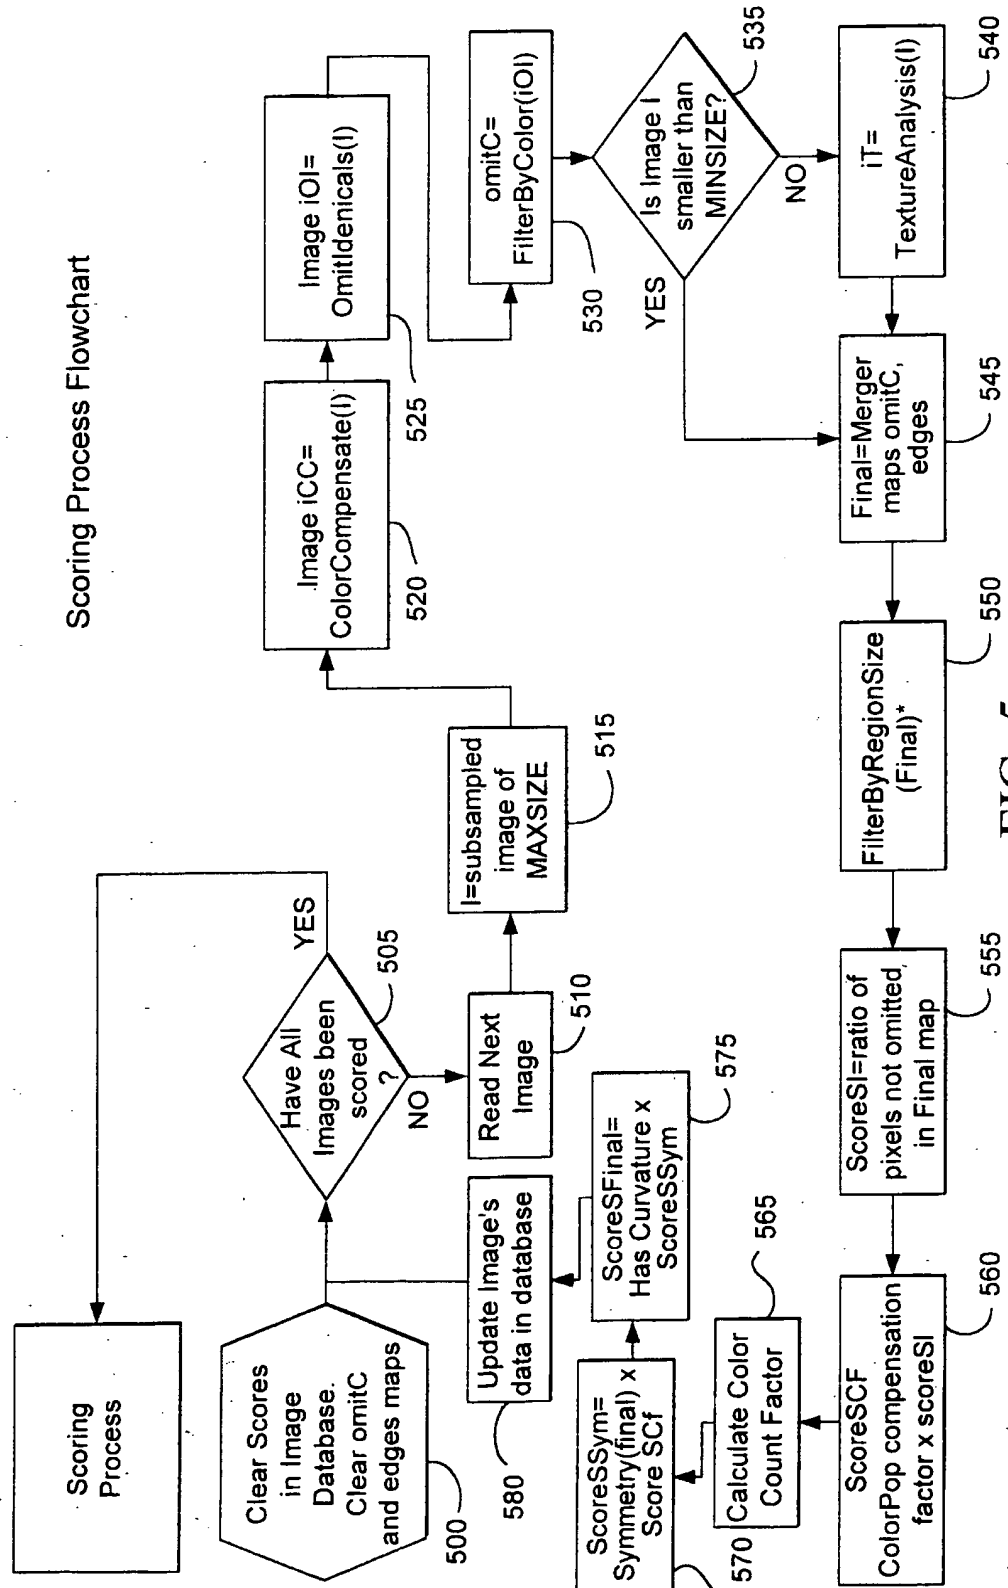 Scoring Process Flowchart
Scoring
Process
Clear Scores
in Image
Database.
Clear omitC
and edges maps
500
Have All
Images been
scored
?
505
YES
NO
Read Next
Image
510
I=subsampled
image of
MAXSIZE
515
Image iCC=
ColorCompensate(I)
520
Image iOI=
OmitIdenicals(I)
525
omitC=
FilterByColor(iOI)
530
Is Image I
smaller than
MINSIZE?
535
YES
NO
iT=
TextureAnalysis(I)
540
Final=Merger
maps omitC,
edges
545
FilterByRegionSize
(Final)*
550
ScoreSI=ratio of
pixels not omitted,
in Final map
555
ScoreSCF
ColorPop compensation
factor x scoreSI
560
Calculate Color
Count Factor
565
ScoreSSym=
Symmetry(final) x
Score SCf
570
ScoreSFinal=
Has Curvature x
ScoreSSym
575
Update Image's
data in database
580